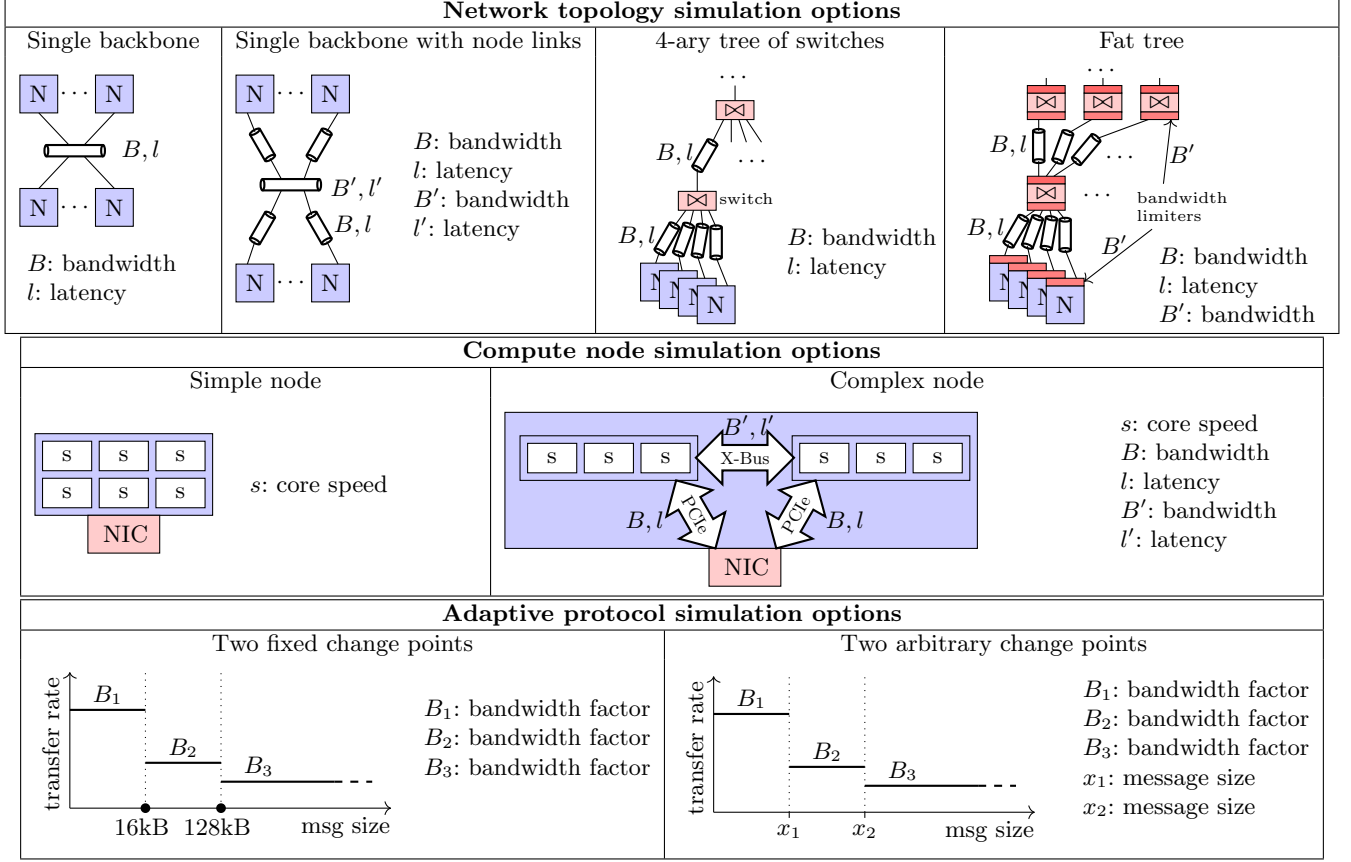 Network topology simulation options
Single backbone
N ··· N
B, l
N ··· N
B: bandwidth
l: latency
Single backbone with node links
N ··· N
B′, l′
B, l
N ··· N
B: bandwidth
l: latency
B′: bandwidth
l′: latency
4-ary tree of switches
···
B, l
···
switch
B, l
N N N N
B: bandwidth
l: latency
Fat tree
···
B, l
···
B′
···
bandwidth
limiters
B, l
B′
N N N N
B: bandwidth
l: latency
B′: bandwidth
Compute node simulation options
Simple node
s s s
s s s
NIC
s: core speed
Complex node
B′, l′
s s s
X-Bus
s s s
B, l
PCIe
PCIe
B, l
NIC
s: core speed
B: bandwidth
l: latency
B′: bandwidth
l′: latency
Adaptive protocol simulation options
Two fixed change points
transfer rate
B₁
B₂
B₃
16kB 128kB msg size
B₁: bandwidth factor
B₂: bandwidth factor
B₃: bandwidth factor
Two arbitrary change points
transfer rate
B₁
B₂
B₃
x₁ x₂ msg size
B₁: bandwidth factor
B₂: bandwidth factor
B₃: bandwidth factor
x₁: message size
x₂: message size